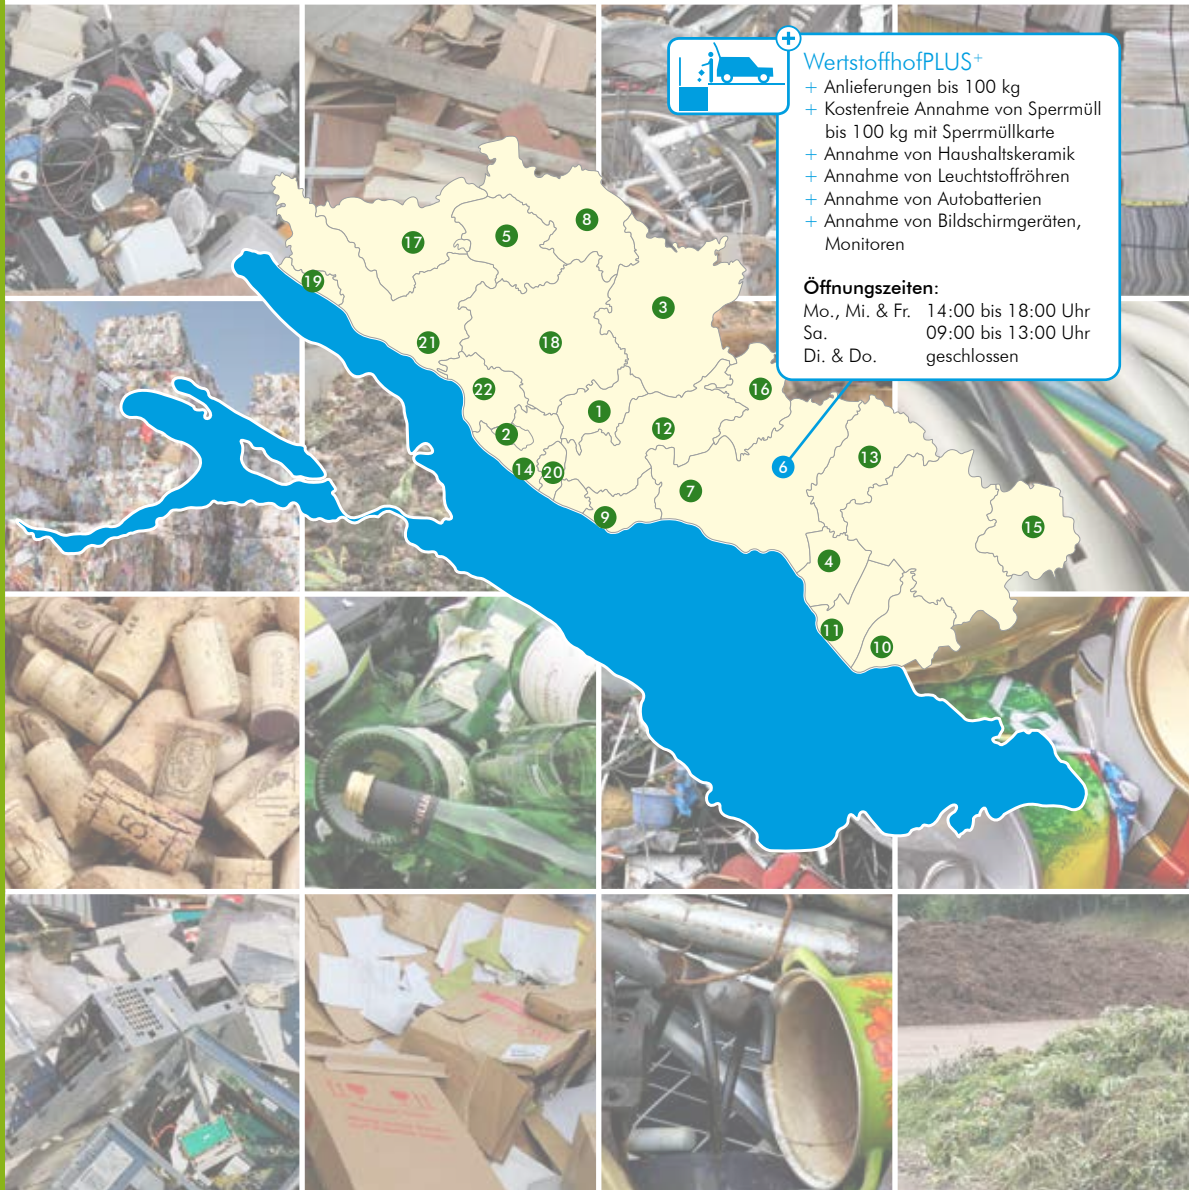 WertstoffhofPLUS+
+ Anlieferungen bis 100 kg
+ Kostenfreie Annahme von Sperrmüll
bis 100 kg mit Sperrmüllkarte
+ Annahme von Haushaltskeramik
+ Annahme von Leuchtstoffröhren
+ Annahme von Autobatterien
+ Annahme von Bildschirmgeräten,
Monitoren
Öffnungszeiten:
Mo., Mi. & Fr. 14:00 bis 18:00 Uhr
Sa. 09:00 bis 13:00 Uhr
Di. & Do. geschlossen
8
5
17
19
3
21
18
22
16
1
12
2
13
6
14
20
7
9
15
4
11
10